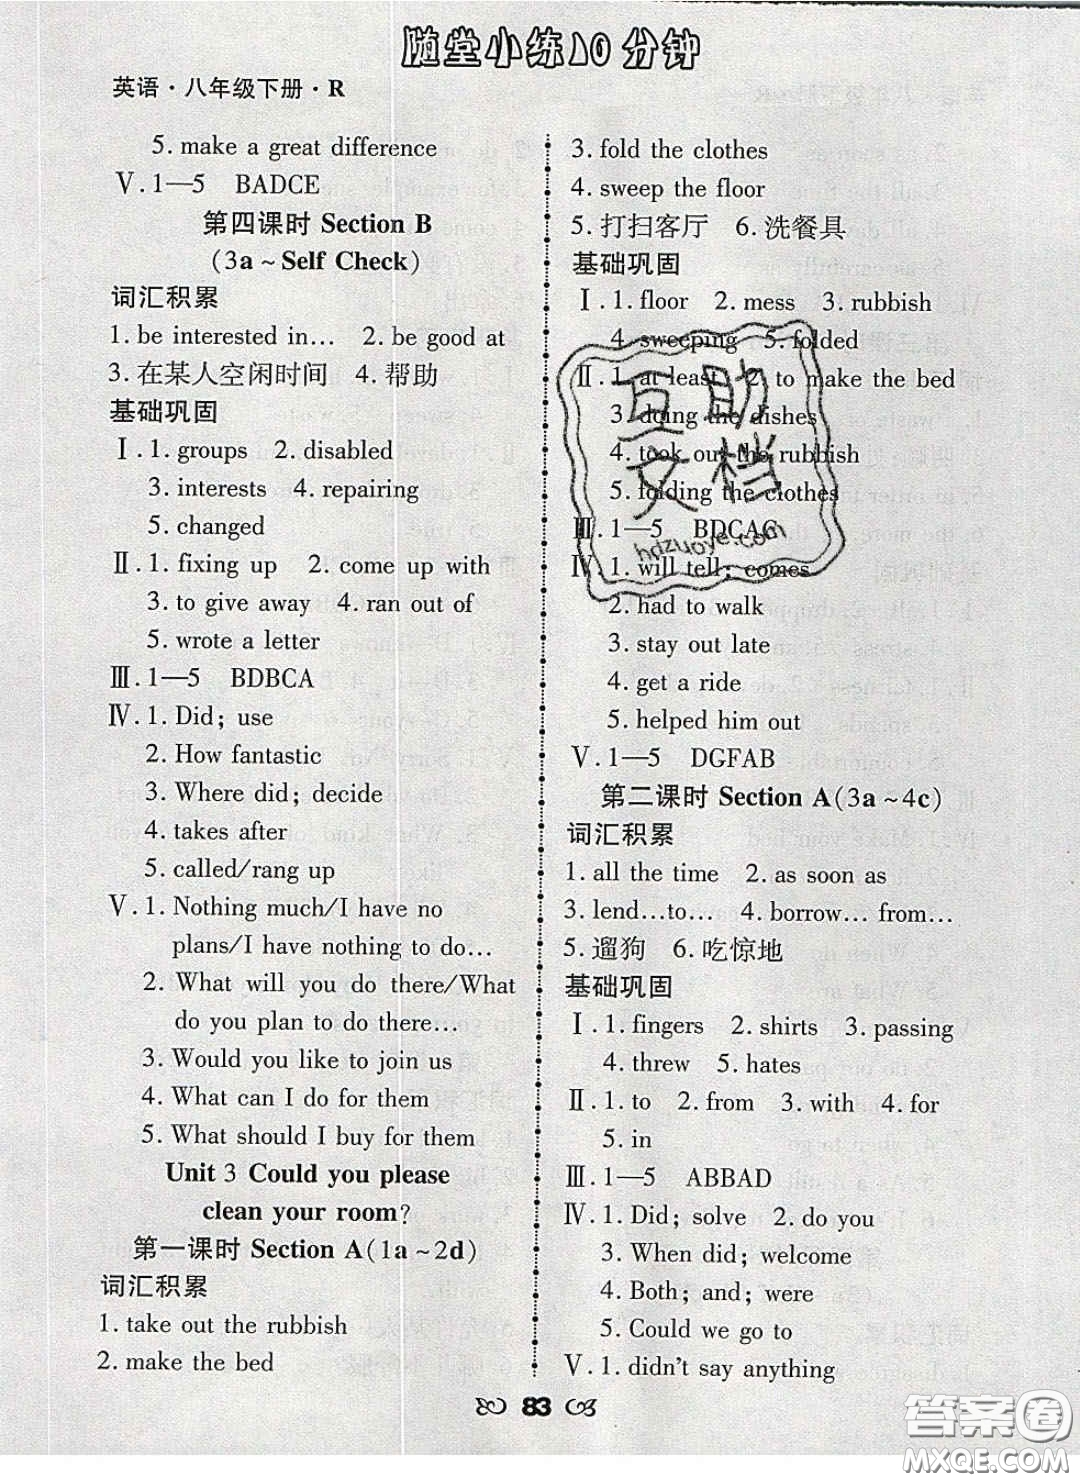 随堂小练10分钟
英语·八年级下册·R
5. make a great difference
Ⅴ. 1—5 BADCE
第四课时 Section B
(3a ~ Self Check)
词汇积累
1. be interested in… 2. be good at
3. 在某人空闲时间 4. 帮助
基础巩固
Ⅰ. 1. groups 2. disabled
3. interests 4. repairing
5. changed
Ⅱ. 1. fixing up 2. come up with
3. to give away 4. ran out of
5. wrote a letter
Ⅲ. 1—5 BDBCA
Ⅳ. 1. Did; use
2. How fantastic
3. Where did; decide
4. takes after
5. called/rang up
Ⅴ. 1. Nothing much/I have no
plans/I have nothing to do…
2. What will you do there/What
do you plan to do there…
3. Would you like to join us
4. What can I do for them
5. What should I buy for them
Unit 3 Could you please
clean your room?
第一课时 Section A(1a ~ 2d)
词汇积累
1. take out the rubbish
2. make the bed
3. fold the clothes
4. sweep the floor
5. 打扫客厅 6. 洗餐具
基础巩固
Ⅰ. 1. floor 2. mess 3. rubbish
4. sweeping 5. folded
Ⅱ. 1. at least 2. to make the bed
3. doing the dishes
4. took out the rubbish
5. folding the clothes
Ⅲ. 1—5 BDCAC
Ⅳ. 1. will tell; comes
2. had to walk
3. stay out late
4. get a ride
5. helped him out
Ⅴ. 1—5 DGFAB
第二课时 Section A(3a ~ 4c)
词汇积累
1. all the time 2. as soon as
3. lend…to… 4. borrow… from…
5. 遛狗 6. 吃惊地
基础巩固
Ⅰ. 1. fingers 2. shirts 3. passing
4. threw 5. hates
Ⅱ. 1. to 2. from 3. with 4. for
5. in
Ⅲ. 1—5 ABBAD
Ⅳ. 1. Did; solve 2. do you
3. When did; welcome
4. Both; and; were
5. Could we go to
Ⅴ. 1. didn't say anything
互助
文档
hdzuoye.com
83
答案圈
MXQE.COM